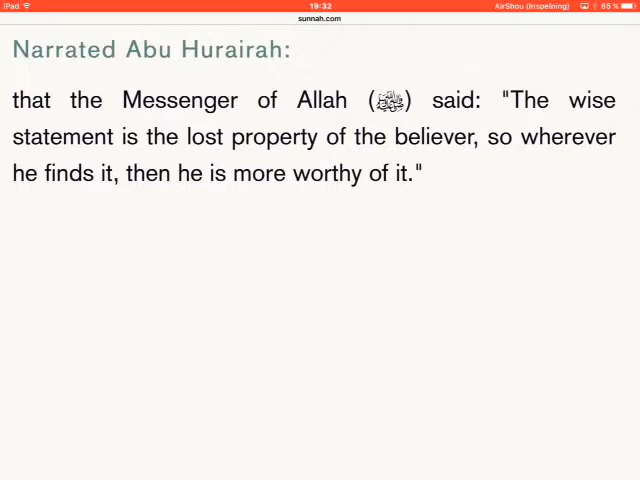 iPad 19:32 AirShou (Inspelning) 65 %
sunnah.com
Narrated Abu Hurairah:
that the Messenger of Allah (ﷺ) said: "The wise
statement is the lost property of the believer, so wherever
he finds it, then he is more worthy of it."